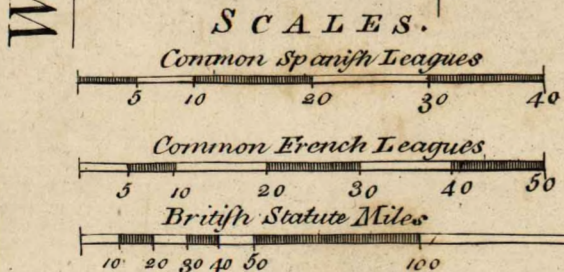 W
SCALES.
Common Spaniſh Leagues
5 10 20 30 40
Common French Leagues
5 10 20 30 40 50
Britiſh Statute Miles
10 20 30 40 50 100